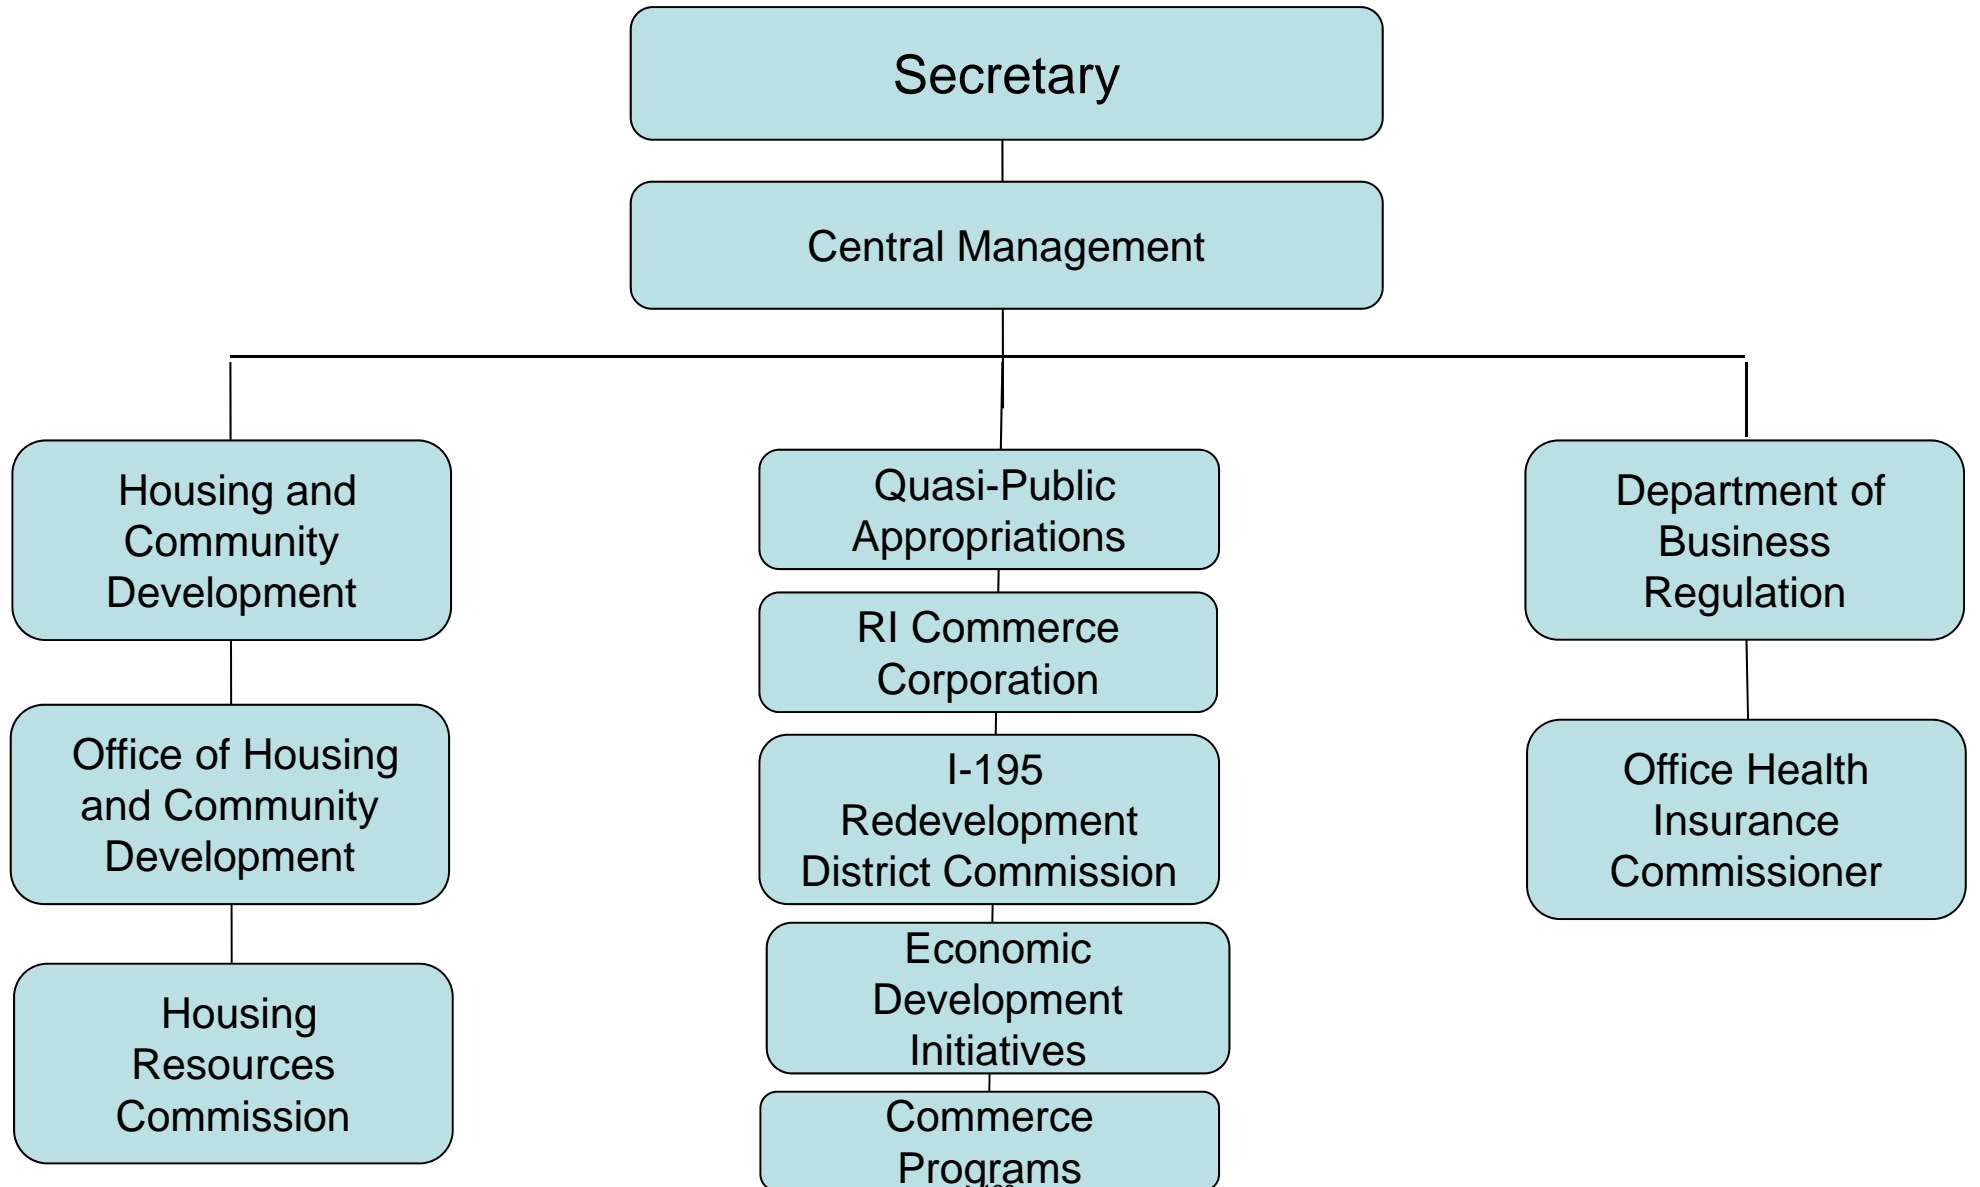 Secretary
Central Management
Housing and
Community
Development
Office of Housing
and Community
Development
Housing
Resources
Commission
Quasi-Public
Appropriations
RI Commerce
Corporation
I-195
Redevelopment
District Commission
Economic
Development
Initiatives
Commerce
Programs
Department of
Business
Regulation
Office Health
Insurance
Commissioner